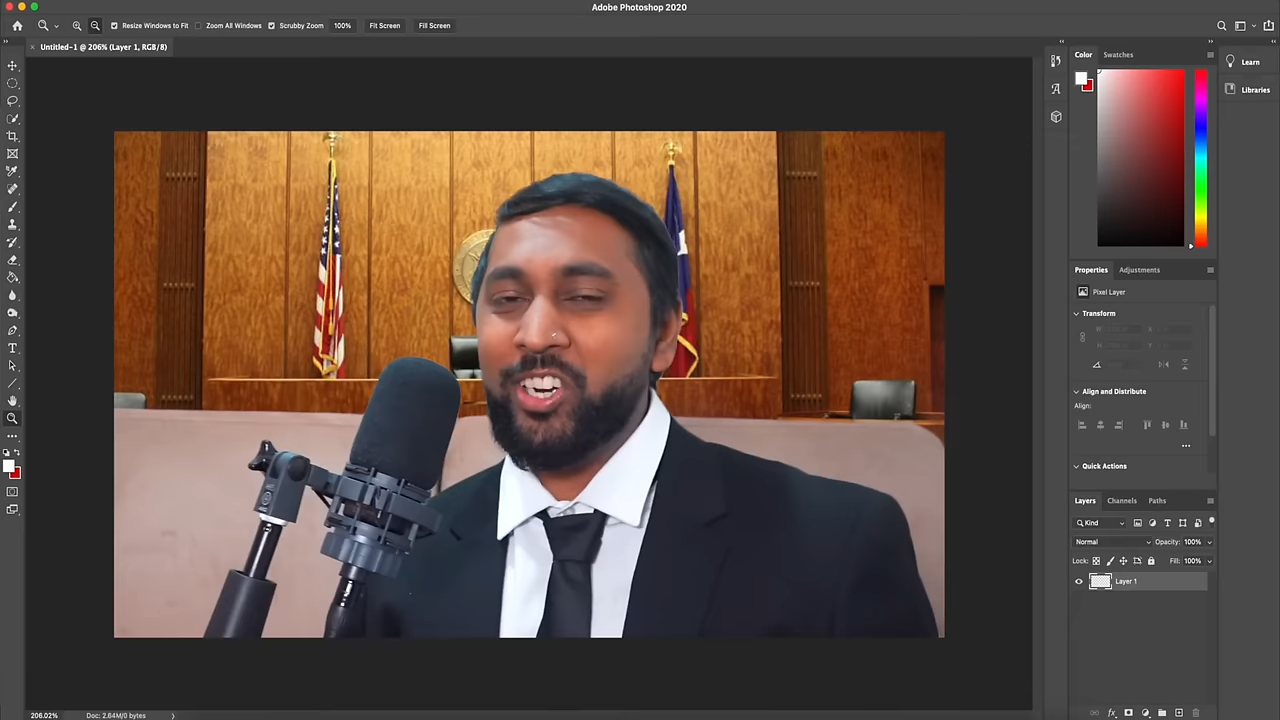 Adobe Photoshop 2020
Resize Windows to Fit
Zoom All Windows
Scrubby Zoom
100%
Fit Screen
Fill Screen
× Untitled-1 @ 206% (Layer 1, RGB/8)
Color
Swatches
Learn
Libraries
Properties
Adjustments
Pixel Layer
Transform
Align and Distribute
Align:
Quick Actions
Layers
Channels
Paths
Kind
Normal
Opacity: 100%
Lock:
Fill: 100%
Layer 1
206.02%
Doc: 2.64M/0 bytes